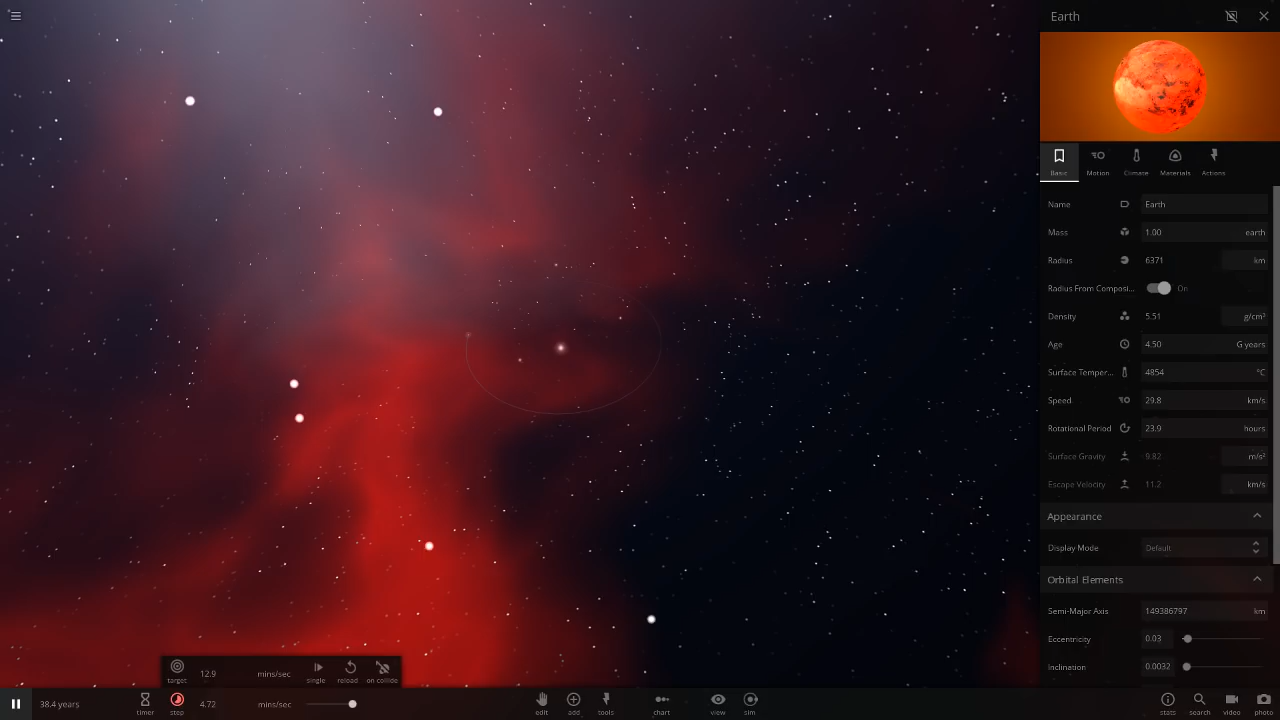 Earth
Basic Motion Climate Materials Actions
Name Earth
Mass 1.00 earth
Radius 6371 km
Radius From Composi... On
Density 5.51 g/cm³
Age 4.50 G years
Surface Temper... 4854 °C
Speed 29.8 km/s
Rotational Period 23.9 hours
Surface Gravity 9.82 m/s²
Escape Velocity 11.2 km/s
Appearance
Display Mode Default
Orbital Elements
Semi-Major Axis 149386797 km
Eccentricity 0.03
Inclination 0.0032
target 12.9 mins/sec single reload on collide
38.4 years timer step 4.72 mins/sec edit add tools chart view sim stats search video photo